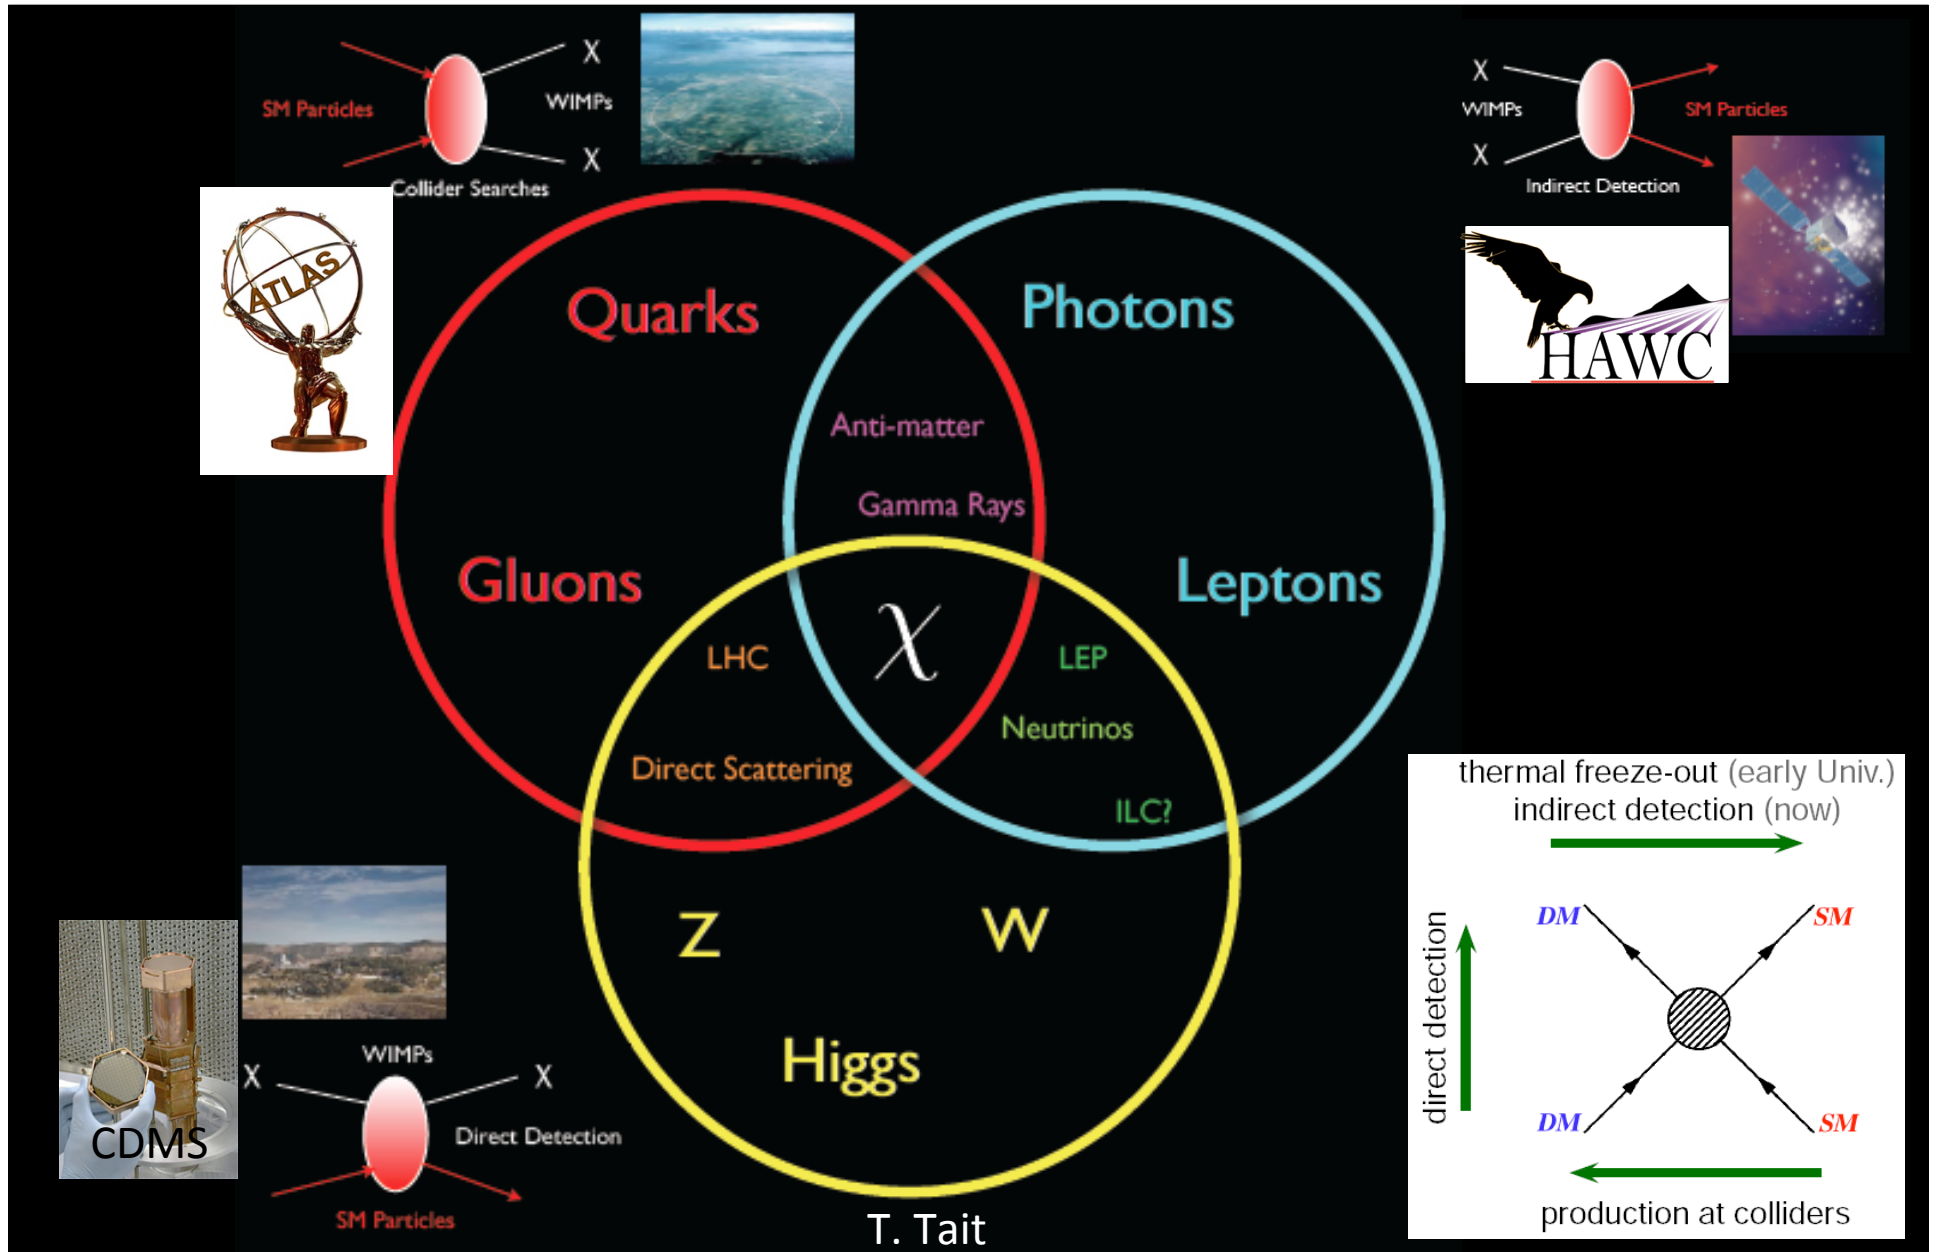 SM Particles
X
WIMPs
X
Collider Searches
X
WIMPs
X
SM Particles
Indirect Detection
ATLAS
HAWC
Quarks
Photons
Anti-matter
Gamma Rays
Gluons
Leptons
χ
LHC
LEP
Neutrinos
Direct Scattering
ILC?
Z
W
Higgs
CDMS
WIMPs
X
X
Direct Detection
SM Particles
T. Tait
thermal freeze-out (early Univ.)
indirect detection (now)
direct detection
DM
SM
DM
SM
production at colliders